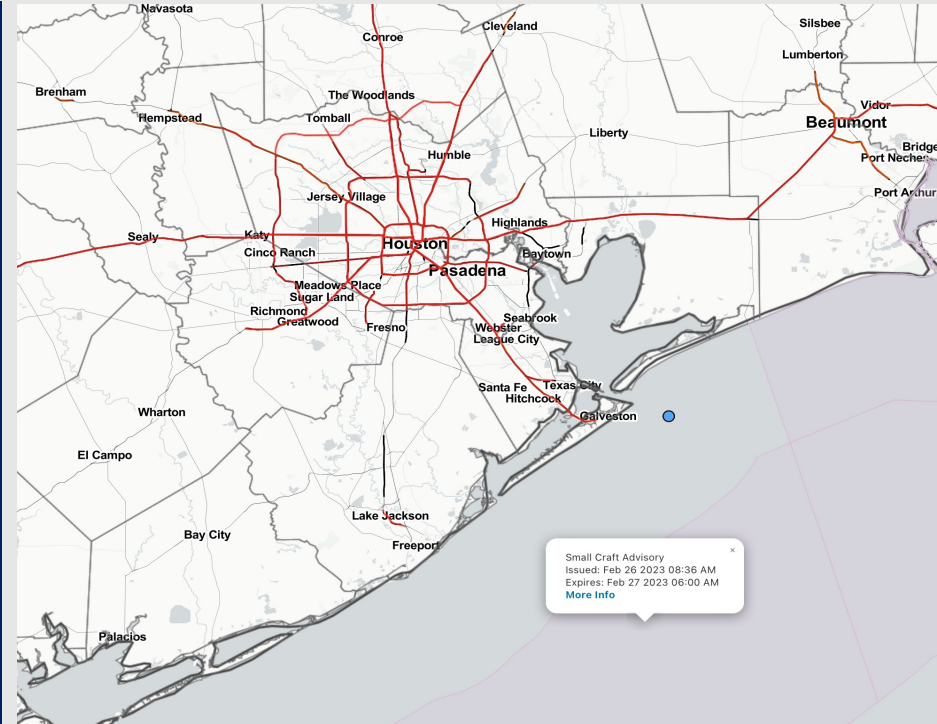 Navasota
Silsbee
Cleveland
Conroe
Lumberton
Brenham
The Woodlands
Vidor
Hempstead
Tomball
Beaumont
Liberty
Bridge
Humble
Port Neches
Port Arthur
Jersey Village
Highlands
Sealy
Katy
Houston
Cinco Ranch
Baytown
Pasadena
Meadows Place
Sugar Land
Richmond
Greatwood
Seabrook
Fresno
Webster
League City
Santa Fe
Texas City
Hitchcock
Wharton
Galveston
El Campo
Lake Jackson
Bay City
Freeport
Small Craft Advisory
×
Issued: Feb 26 2023 08:36 AM
Expires: Feb 27 2023 06:00 AM
More Info
Palacios